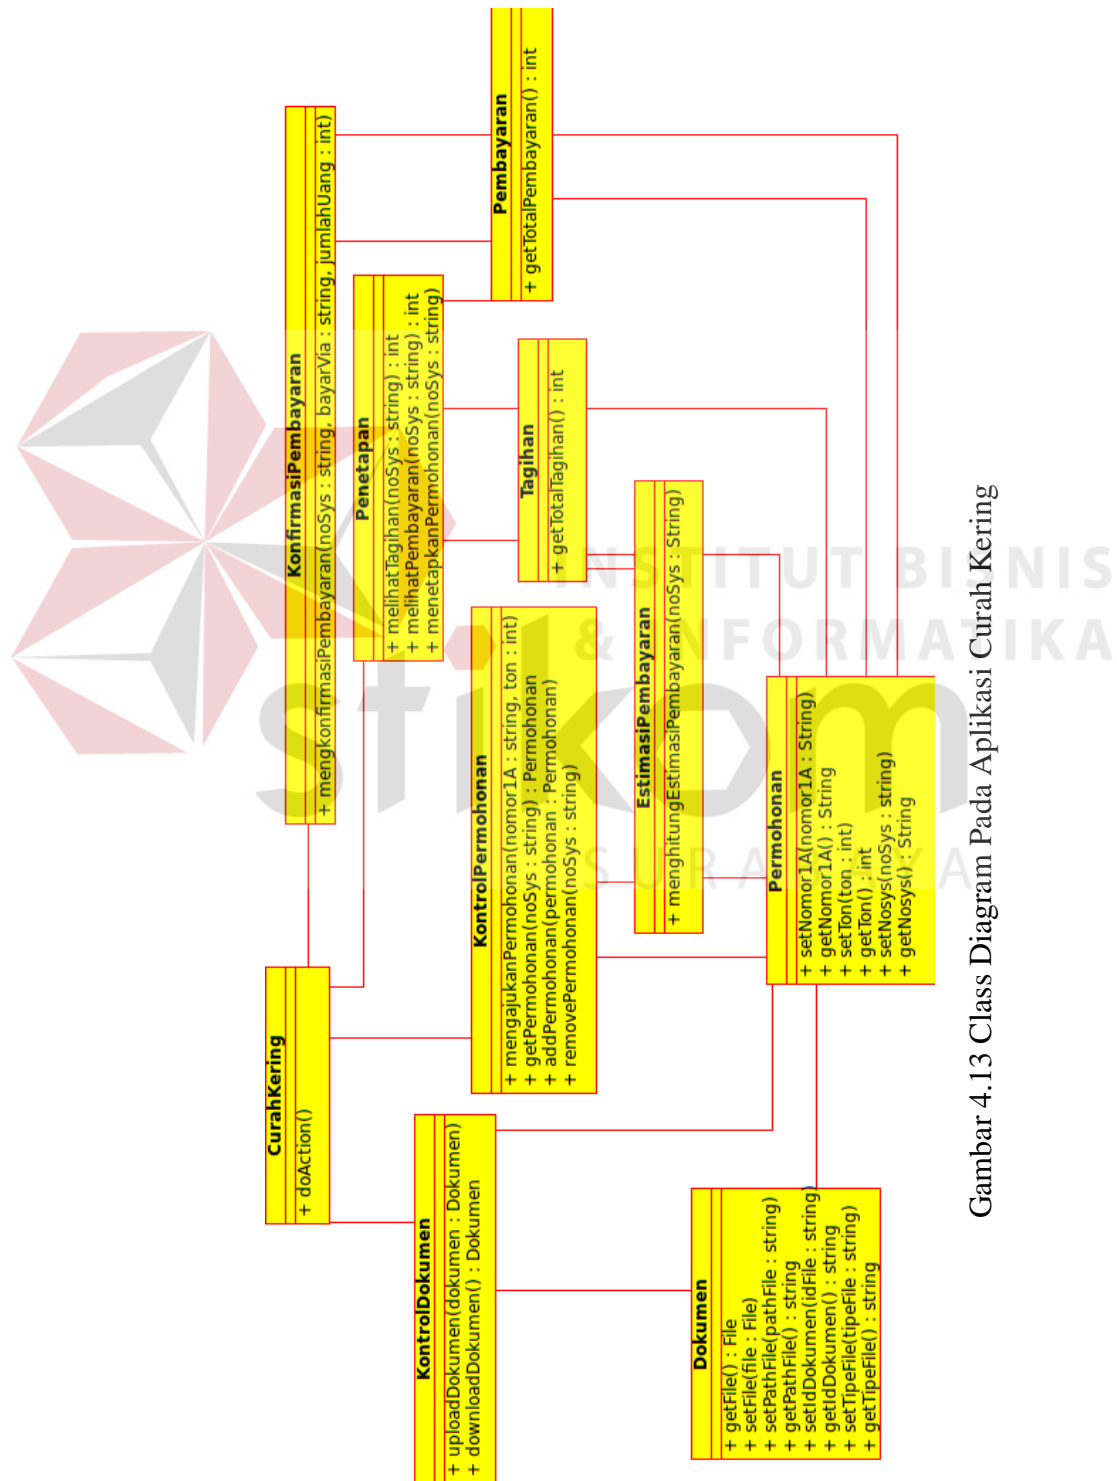 CurahKering
+ doAction()
KonfirmasiPembayaran
+ mengkonfirmasiPembayaran(noSys : string, bayarVia : string, jumlahUang : int)
Penetapan
+ melihatTagihan(noSys : string) : int
+ melihatPembayaran(noSys : string) : int
+ menetapkanPermohonan(noSys : string)
KontrolDokumen
+ uploadDokumen(dokumen : Dokumen)
+ downloadDokumen() : Dokumen
KontrolPermohonan
+ mengajukanPermohonan(nomor1A : string, ton : int)
+ getPermohonan(noSys : string) : Permohonan
+ addPermohonan(permohonan : Permohonan)
+ removePermohonan(noSys : string)
Tagihan
+ getTotalTagihan() : int
Pembayaran
+ getTotalPembayaran() : int
EstimasiPembayaran
+ menghitungEstimasiPembayaran(noSys : String)
Dokumen
+ getFile() : File
+ setFile(file : File)
+ setPathFile(pathFile : string)
+ getPathFile() : string
+ setIdDokumen(idFile : string)
+ getIdDokumen() : string
+ setTipeFile(tipeFile : string)
+ getTipeFile() : string
Permohonan
+ setNomor1A(nomor1A : String)
+ getNomor1A() : String
+ setTon(ton : int)
+ getTon() : int
+ setNosys(noSys : string)
+ getNosys() : String
INSTITUT BISNIS
& INFORMATIKA
stikom
SURABAYA
Gambar 4.13 Class Diagram Pada Aplikasi Curah Kering